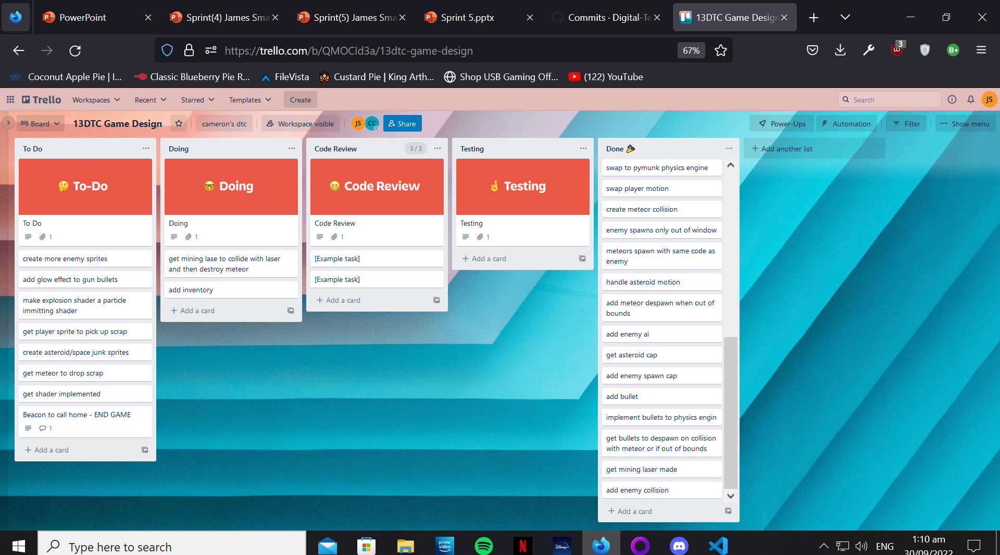 PowerPoint
Sprint(4) James Sma
Sprint(5) James Sma
Sprint 5.pptx
Commits · Digital-Te
13DTC Game Design
https://trello.com/b/QMOCld3a/13dtc-game-design
67%
3
B+
Coconut Apple Pie | I...
Classic Blueberry Pie R...
FileVista
Custard Pie | King Arth...
Shop USB Gaming Off...
(122) YouTube
Trello
Workspaces
Recent
Starred
Templates
Create
Search
JS
Board
13DTC Game Design
cameron's dtc
Workspace visible
JS
CC
Share
Power-Ups
Automation
Filter
Show menu
To Do
To-Do
To Do
1
create more enemy sprites
add glow effect to gun bullets
make explosion shader a particle
immitting shader
get player sprite to pick up scrap
create asteroid/space junk sprites
get meteor to drop scrap
get shader implemented
Beacon to call home - END GAME
1
Add a card
Doing
Doing
Doing
1
get mining lase to collide with laser
and then destroy meteor
add inventory
Add a card
Code Review
3 / 3
Code Review
Code Review
1
[Example task]
[Example task]
Add a card
Testing
Testing
Testing
1
Add a card
Done
swap to pymunk physics engine
swap player motion
create meteor collision
enemy spawns only out of window
meteors spawn with same code as
enemy
handle asteroid motion
add meteor despawn when out of
bounds
add enemy ai
get asteroid cap
add enemy spawn cap
add bullet
implement bullets to physics engin
get bullets to despawn on collision
with meteor or if out of bounds
get mining laser made
add enemy collision
Add a card
Add another list
Type here to search
prime
video
N
Disney+
ENG
1:10 am
30/09/2022